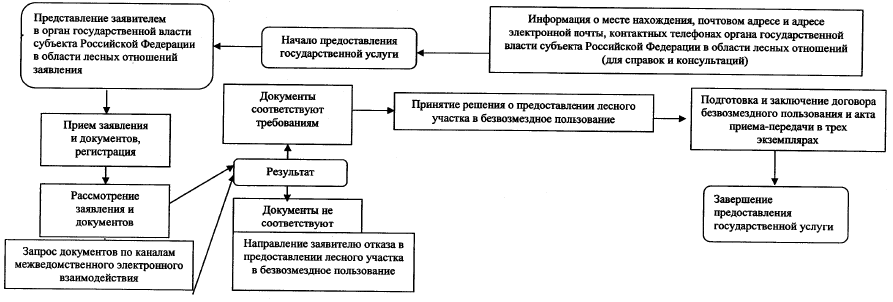 Представление заявителем
в орган государственной власти
субъекта Российской Федерации
в области лесных отношений
заявления
Начало предоставления
государственной услуги
Информация о месте нахождения, почтовом адресе и адресе
электронной почты, контактных телефонах органа государственной
власти субъекта Российской Федерации в области лесных отношений
(для справок и консультаций)
Прием заявления
и документов,
регистрация
Документы
соответствуют
требованиям
Принятие решения о предоставлении лесного
участка в безвозмездное пользование
Подготовка и заключение договора
безвозмездного пользования и акта
приема-передачи в трех
экземплярах
Результат
Рассмотрение
заявления и
документов
Документы не
соответствуют
Завершение
предоставления
государственной услуги
Запрос документов по каналам
межведомственного электронного
взаимодействия
Направление заявителю отказа в
предоставлении лесного участка
в безвозмездное пользование